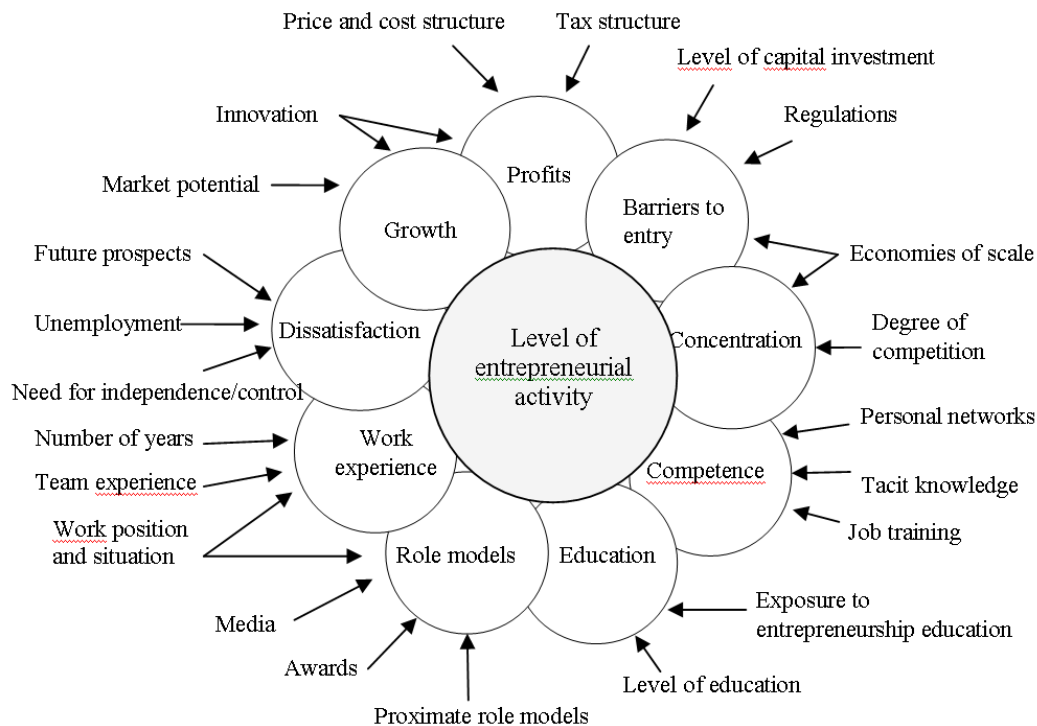 Price and cost structure
Tax structure
Level of capital investment
Innovation
Regulations
Profits
Market potential
Barriers to
entry
Growth
Future prospects
Economies of scale
Unemployment
Dissatisfaction
Level of
entrepreneurial
activity
Concentration
Degree of
competition
Need for independence/control
Personal networks
Number of years
Work
experience
Competence
Team experience
Tacit knowledge
Work position
and situation
Job training
Role models
Education
Media
Exposure to
entrepreneurship education
Awards
Level of education
Proximate role models